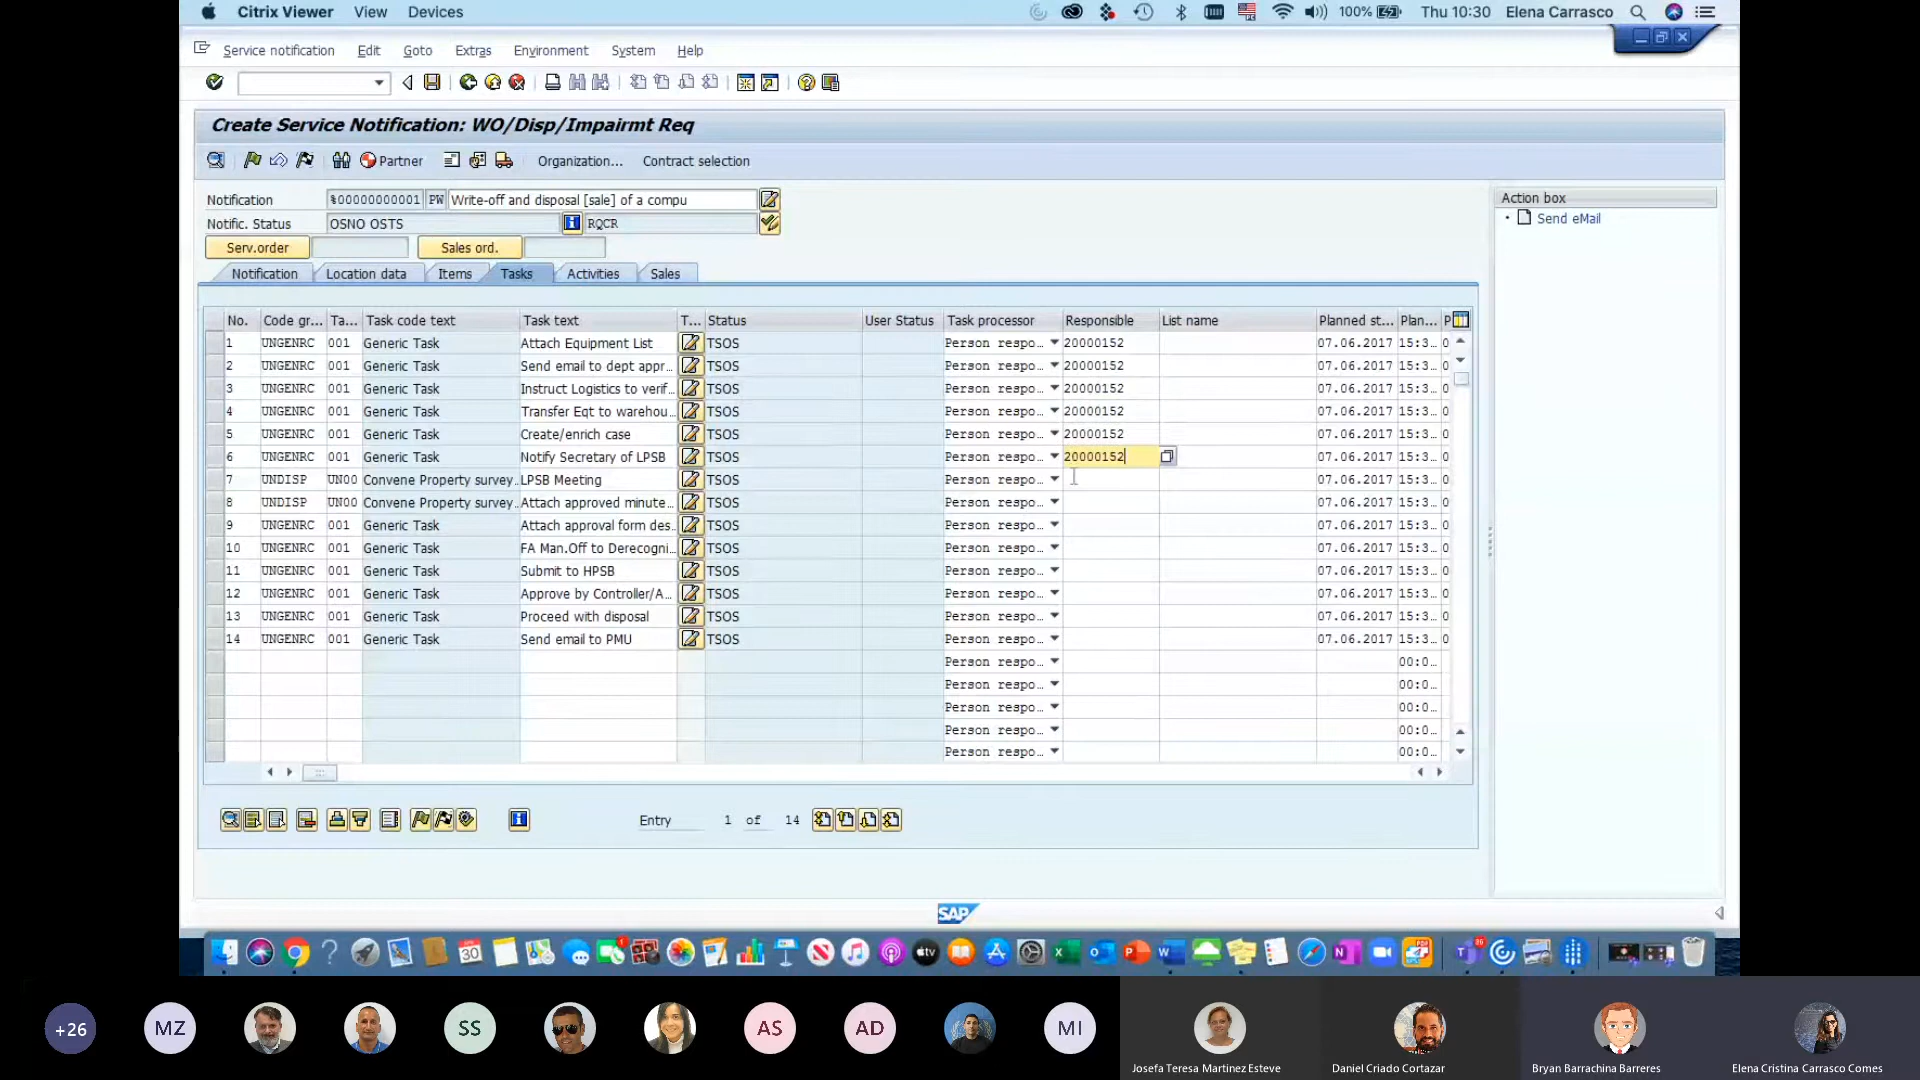 Citrix Viewer View Devices 100% Thu 10:30 Elena Carrasco
Service notification Edit Goto Extras Environment System Help
Create Service Notification: WO/Disp/Impairmt Req
Partner Organization... Contract selection
Notification %00000000001 PW Write-off and disposal [sale] of a compu
Notific. Status OSNO OSTS RQCR
Serv.order Sales ord.
Notification Location data Items Tasks Activities Sales
Action box
Send eMail
No. Code gr... Ta... Task code text Task text T... Status User Status Task processor Responsible List name Planned st... Plan... P
1 UNGENRC 001 Generic Task Attach Equipment List TSOS Person respo... 20000152 07.06.2017 15:3... 0
2 UNGENRC 001 Generic Task Send email to dept appr... TSOS Person respo... 20000152 07.06.2017 15:3... 0
3 UNGENRC 001 Generic Task Instruct Logistics to verif... TSOS Person respo... 20000152 07.06.2017 15:3... 0
4 UNGENRC 001 Generic Task Transfer Eqt to warehou... TSOS Person respo... 20000152 07.06.2017 15:3... 0
5 UNGENRC 001 Generic Task Create/enrich case TSOS Person respo... 20000152 07.06.2017 15:3... 0
6 UNGENRC 001 Generic Task Notify Secretary of LPSB TSOS Person respo... 20000152 07.06.2017 15:3... 0
7 UNDISP UN00 Convene Property survey... LPSB Meeting TSOS Person respo... 07.06.2017 15:3... 0
8 UNDISP UN00 Convene Property survey... Attach approved minute... TSOS Person respo... 07.06.2017 15:3... 0
9 UNGENRC 001 Generic Task Attach approval form des... TSOS Person respo... 07.06.2017 15:3... 0
10 UNGENRC 001 Generic Task FA Man.Off to Derecogni... TSOS Person respo... 07.06.2017 15:3... 0
11 UNGENRC 001 Generic Task Submit to HPSB TSOS Person respo... 07.06.2017 15:3... 0
12 UNGENRC 001 Generic Task Approve by Controller/A... TSOS Person respo... 07.06.2017 15:3... 0
13 UNGENRC 001 Generic Task Proceed with disposal TSOS Person respo... 07.06.2017 15:3... 0
14 UNGENRC 001 Generic Task Send email to PMU TSOS Person respo... 07.06.2017 15:3... 0
Person respo... 00:0...
Person respo... 00:0...
Person respo... 00:0...
Person respo... 00:0...
Person respo... 00:0...
Entry 1 of 14
SAP
30 tv
+26 MZ SS AS AD MI
Josefa Teresa Martinez Esteve Daniel Criado Cortazar Bryan Barrachina Barreres Elena Cristina Carrasco Comes